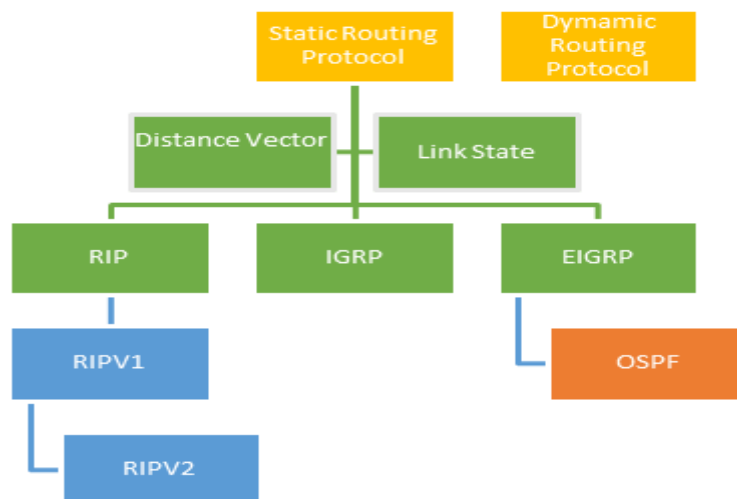 Static Routing
Protocol
Dymamic
Routing
Protocol
Distance Vector
Link State
RIP
IGRP
EIGRP
RIPV1
OSPF
RIPV2